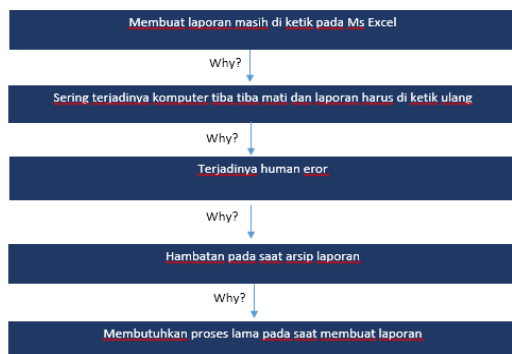 Membuat laporan masih di ketik pada Ms Excel
Why?
Sering terjadinya komputer tiba tiba mati dan laporan harus di ketik ulang
Why?
Terjadinya human eror
Why?
Hambatan pada saat arsip laporan
Why?
Membutuhkan proses lama pada saat membuat laporan